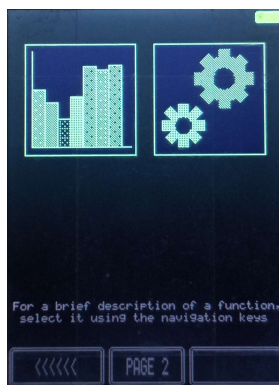 For a brief description of a function,
select it using the navigation keys
<<<<<<
PAGE 2